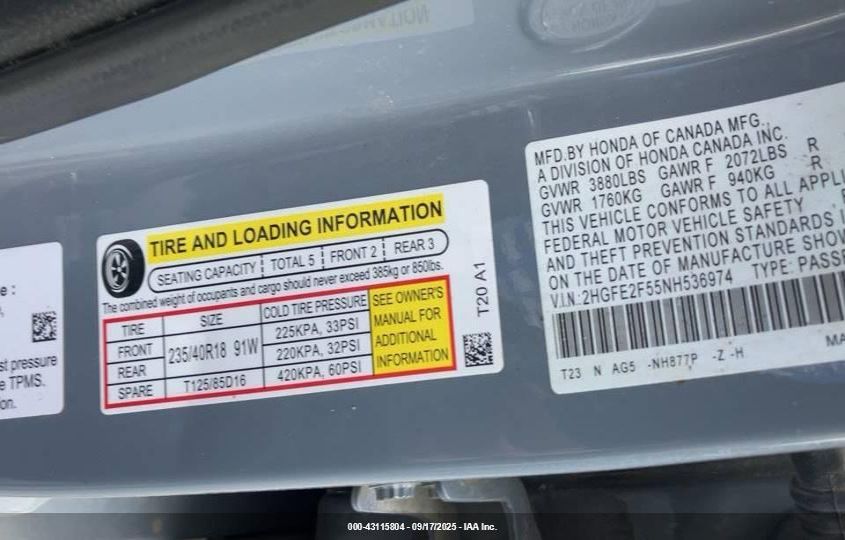 e :
st pressure
e TPMS.
on.
TIRE AND LOADING INFORMATION
SEATING CAPACITY TOTAL 5 FRONT 2 REAR 3
The combined weight of occupants and cargo should never exceed 385kg or 850lbs.
TIRE SIZE COLD TIRE PRESSURE
FRONT 235/40R18 91W 225KPA, 33PSI
REAR 220KPA, 32PSI
SPARE T125/85D16 420KPA, 60PSI
SEE OWNER'S
MANUAL FOR
ADDITIONAL
INFORMATION
T20 A1
MFD.BY HONDA OF CANADA MFG.,
A DIVISION OF HONDA CANADA INC.
GVWR 3880LBS GAWR F 2072LBS R
GVWR 1760KG GAWR F 940KG R
THIS VEHICLE CONFORMS TO ALL APPLI
FEDERAL MOTOR VEHICLE SAFETY
AND THEFT PREVENTION STANDARDS I
ON THE DATE OF MANUFACTURE SHOW
V.I.N.:2HGFE2F55NH536974 TYPE: PASSE
T23 N AG5 -NH877P -Z -H MA
000-43115804 - 09/17/2025 - IAA Inc.